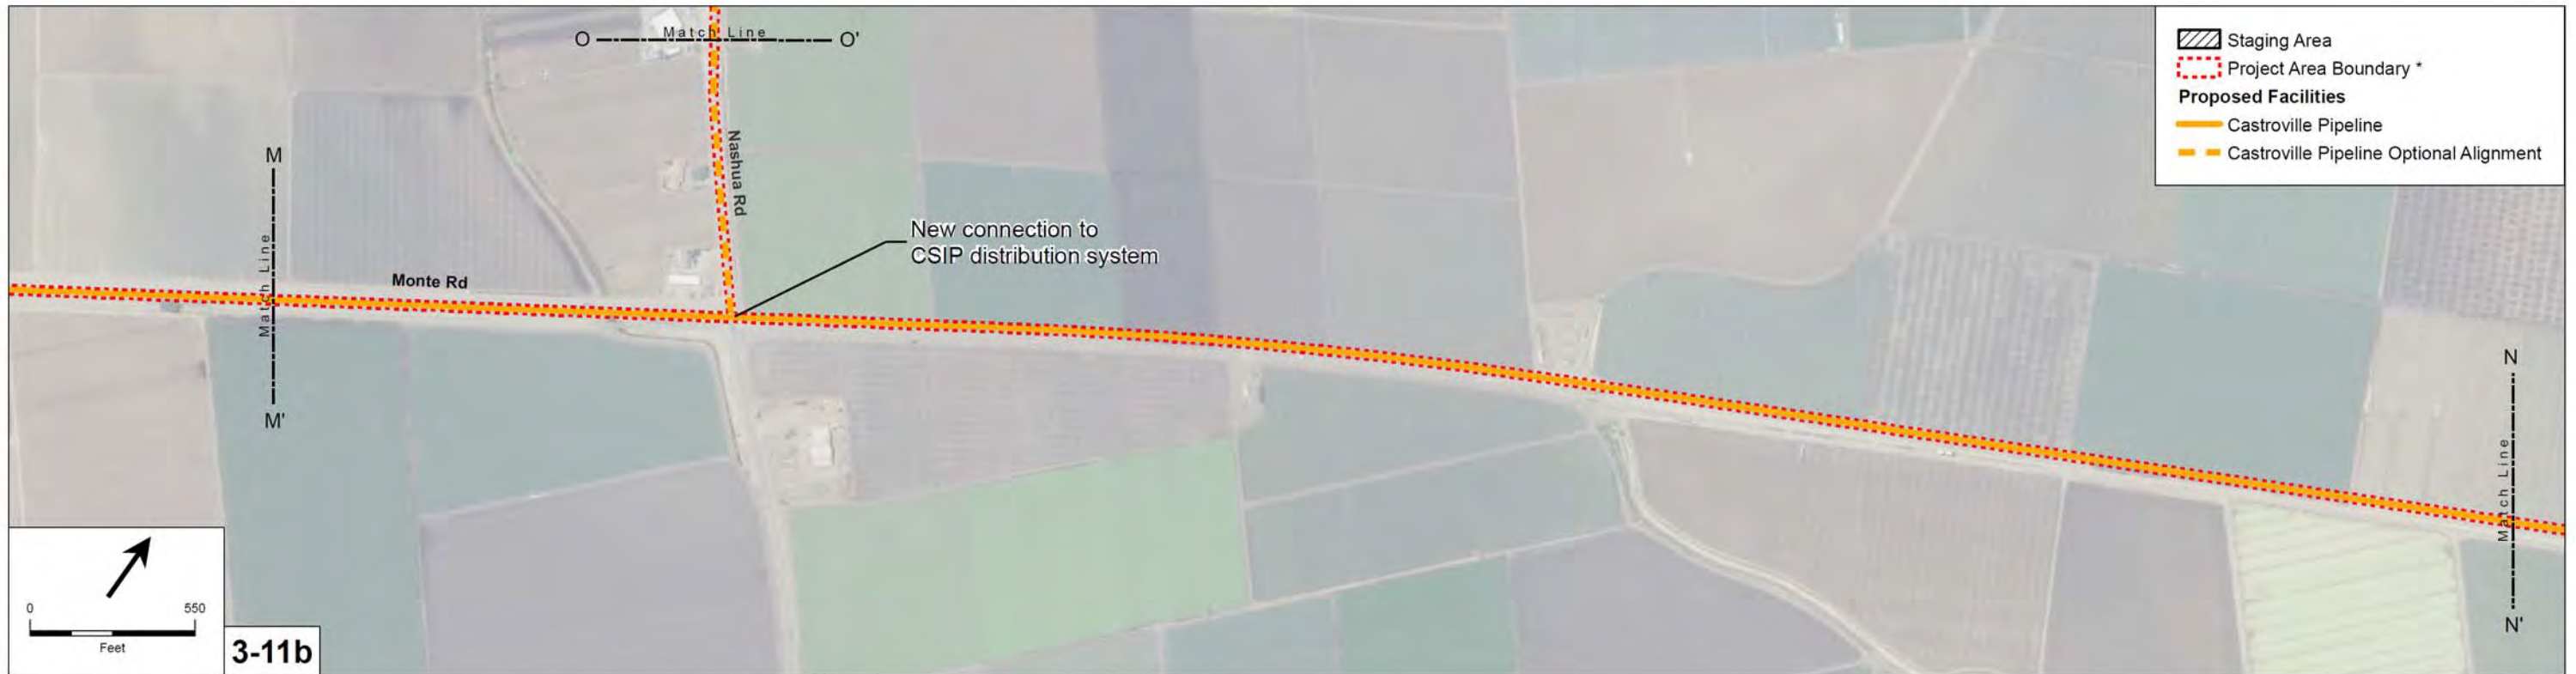 O Match Line O'
Staging Area
Project Area Boundary *
Proposed Facilities
Castroville Pipeline
Castroville Pipeline Optional Alignment
M
Match Line
M'
Monte Rd
Nashua Rd
New connection to
CSIP distribution system
N
Match Line
N'
0 550
Feet
3-11b